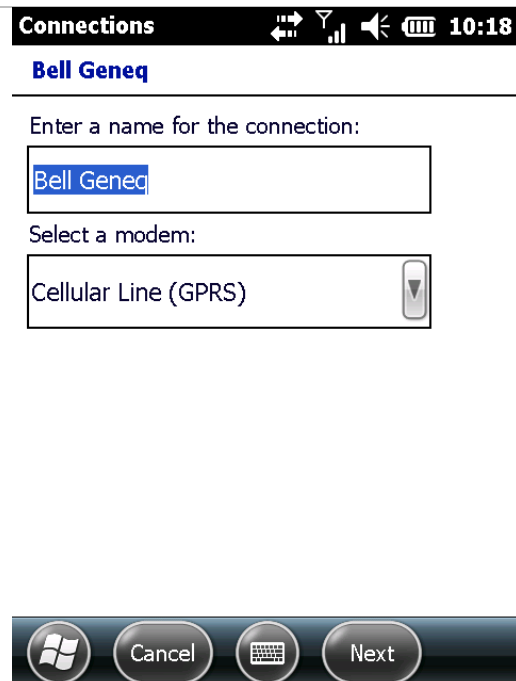 Connections 10:18
Bell Geneq
Enter a name for the connection:
Bell Geneq
Select a modem:
Cellular Line (GPRS)
Cancel Next